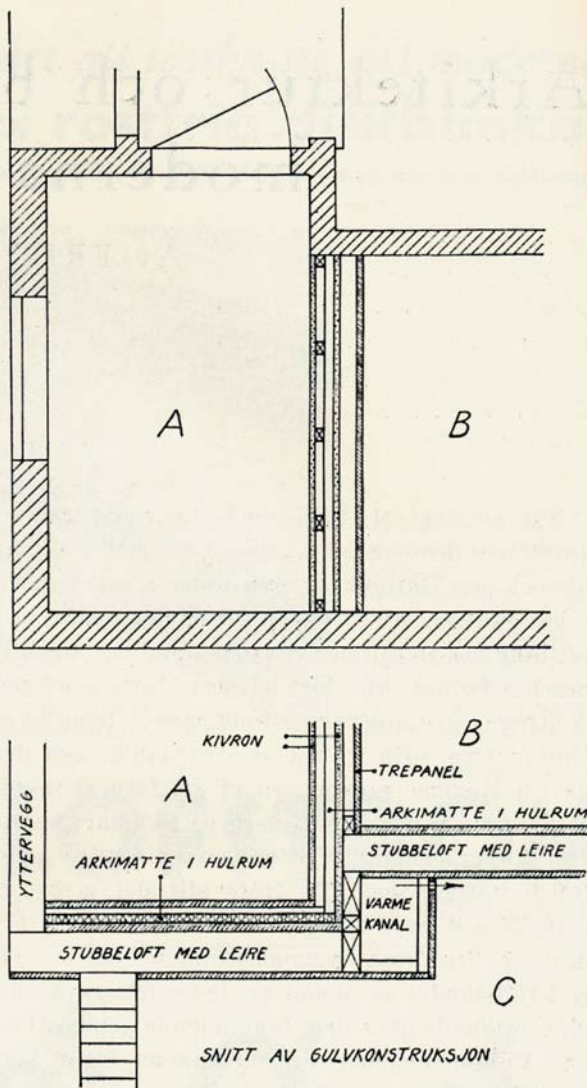 A
B
KIVRON
B
TREPANEL
A
ARKIMATTE I HULRUM
YTTERVEGG
ARKIMATTE I HULRUM
STUBBELOFT MED LEIRE
VARME
KANAL
STUBBELOFT MED LEIRE
C
SNITT AV GULVKONSTRUKSJON